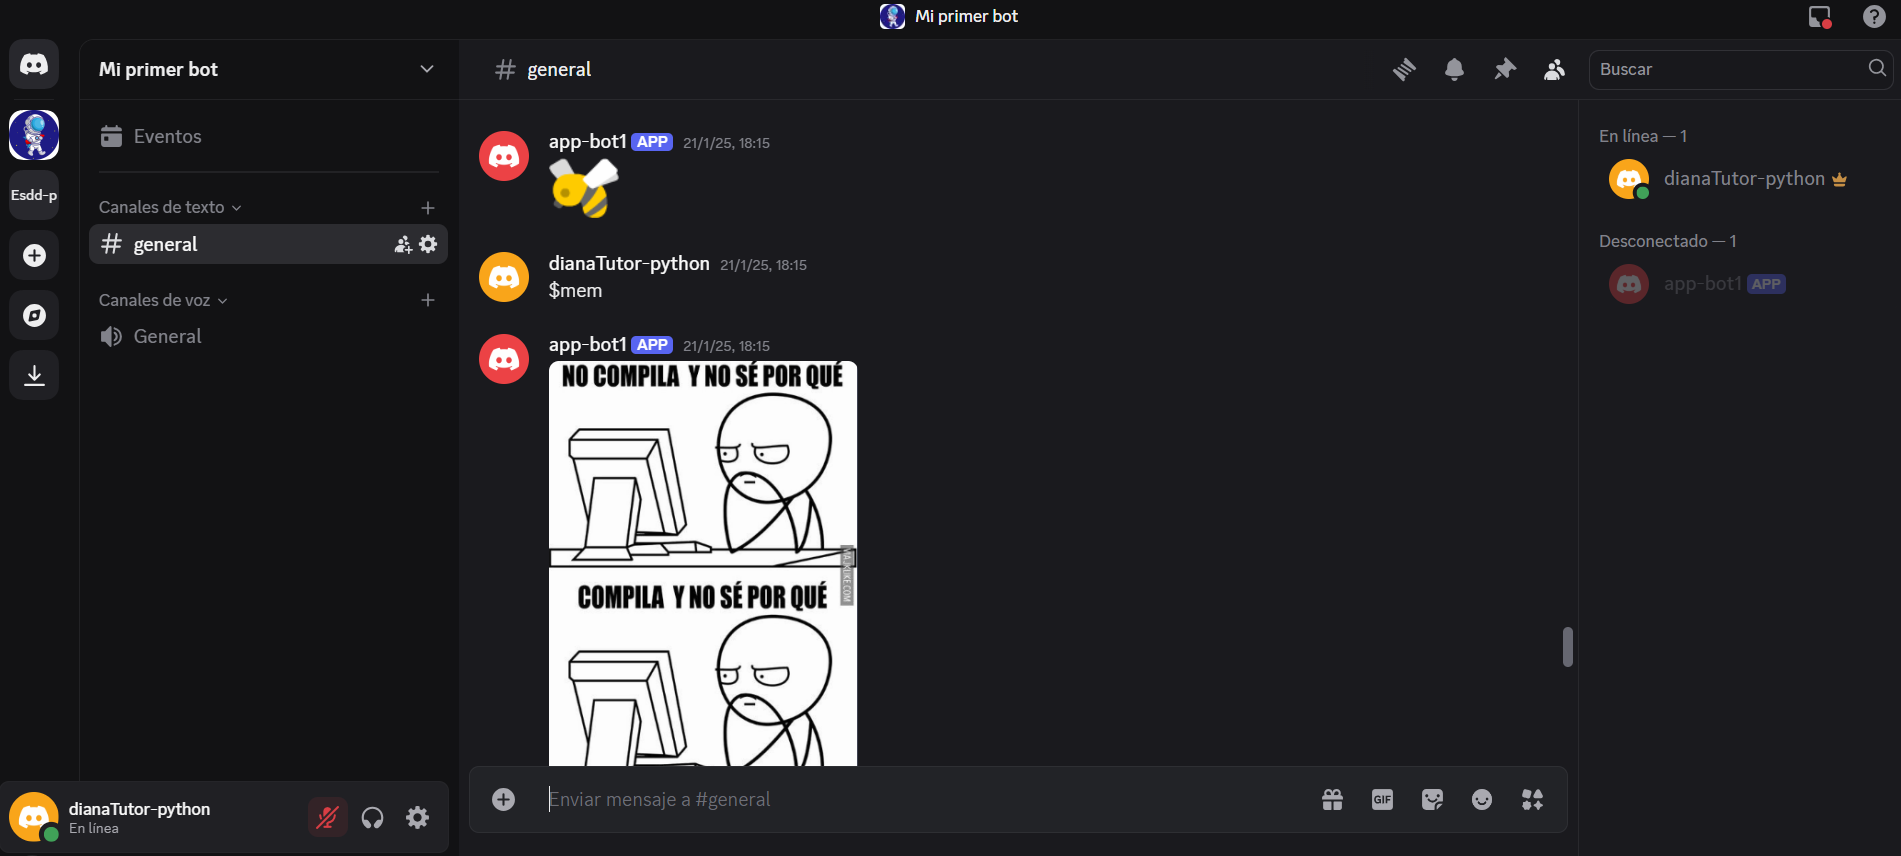 Mi primer bot
Mi primer bot
general
Buscar
Eventos
Esdd-p
Canales de texto
general
Canales de voz
General
app-bot1 APP 21/1/25, 18:15
dianaTutor-python 21/1/25, 18:15
$mem
app-bot1 APP 21/1/25, 18:15
NO COMPILA Y NO SÉ POR QUÉ
COMPILA Y NO SÉ POR QUÉ
Enviar mensaje a #general
GIF
En línea — 1
dianaTutor-python
Desconectado — 1
app-bot1 APP
dianaTutor-python
En línea